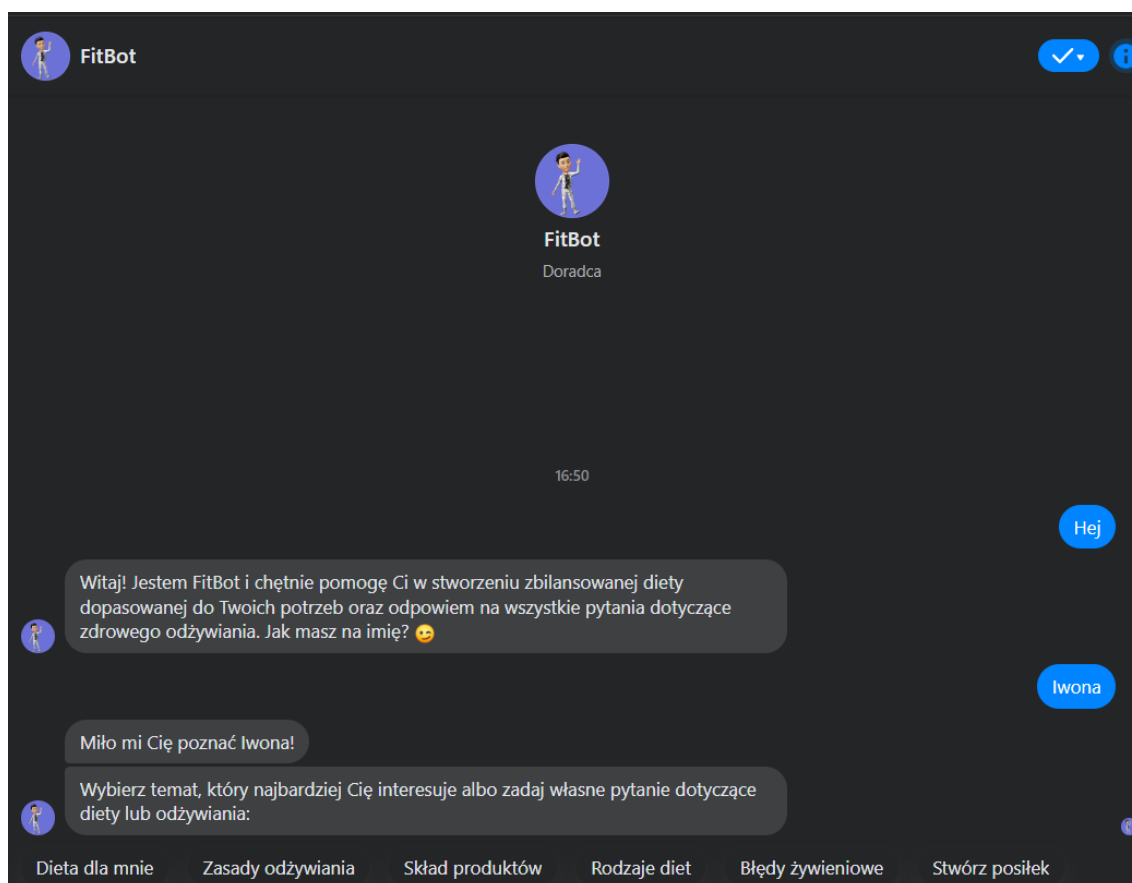 FitBot
FitBot
Doradca
16:50
Hej
Witaj! Jestem FitBot i chętnie pomogę Ci w stworzeniu zbilansowanej diety
dopasowanej do Twoich potrzeb oraz odpowiem na wszystkie pytania dotyczące
zdrowego odżywiania. Jak masz na imię? 😉
Iwona
Miło mi Cię poznać Iwona!
Wybierz temat, który najbardziej Cię interesuje albo zadaj własne pytanie dotyczące
diety lub odżywiania:
Dieta dla mnie Zasady odżywiania Skład produktów Rodzaje diet Błędy żywieniowe Stwórz posiłek